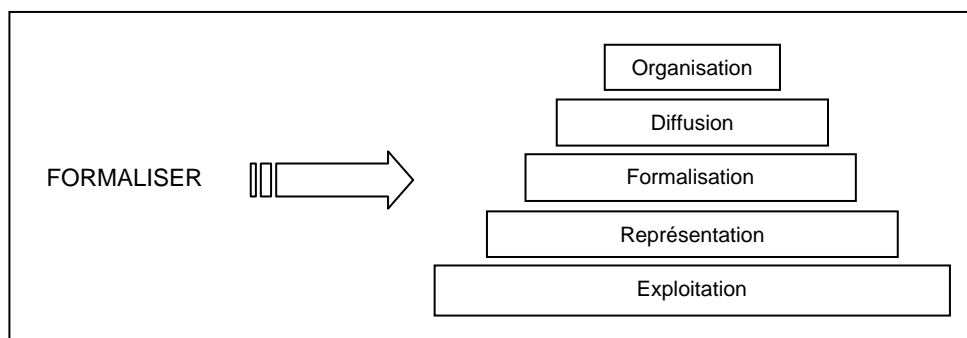 Organisation
Diffusion
FORMALISER
Formalisation
Représentation
Exploitation